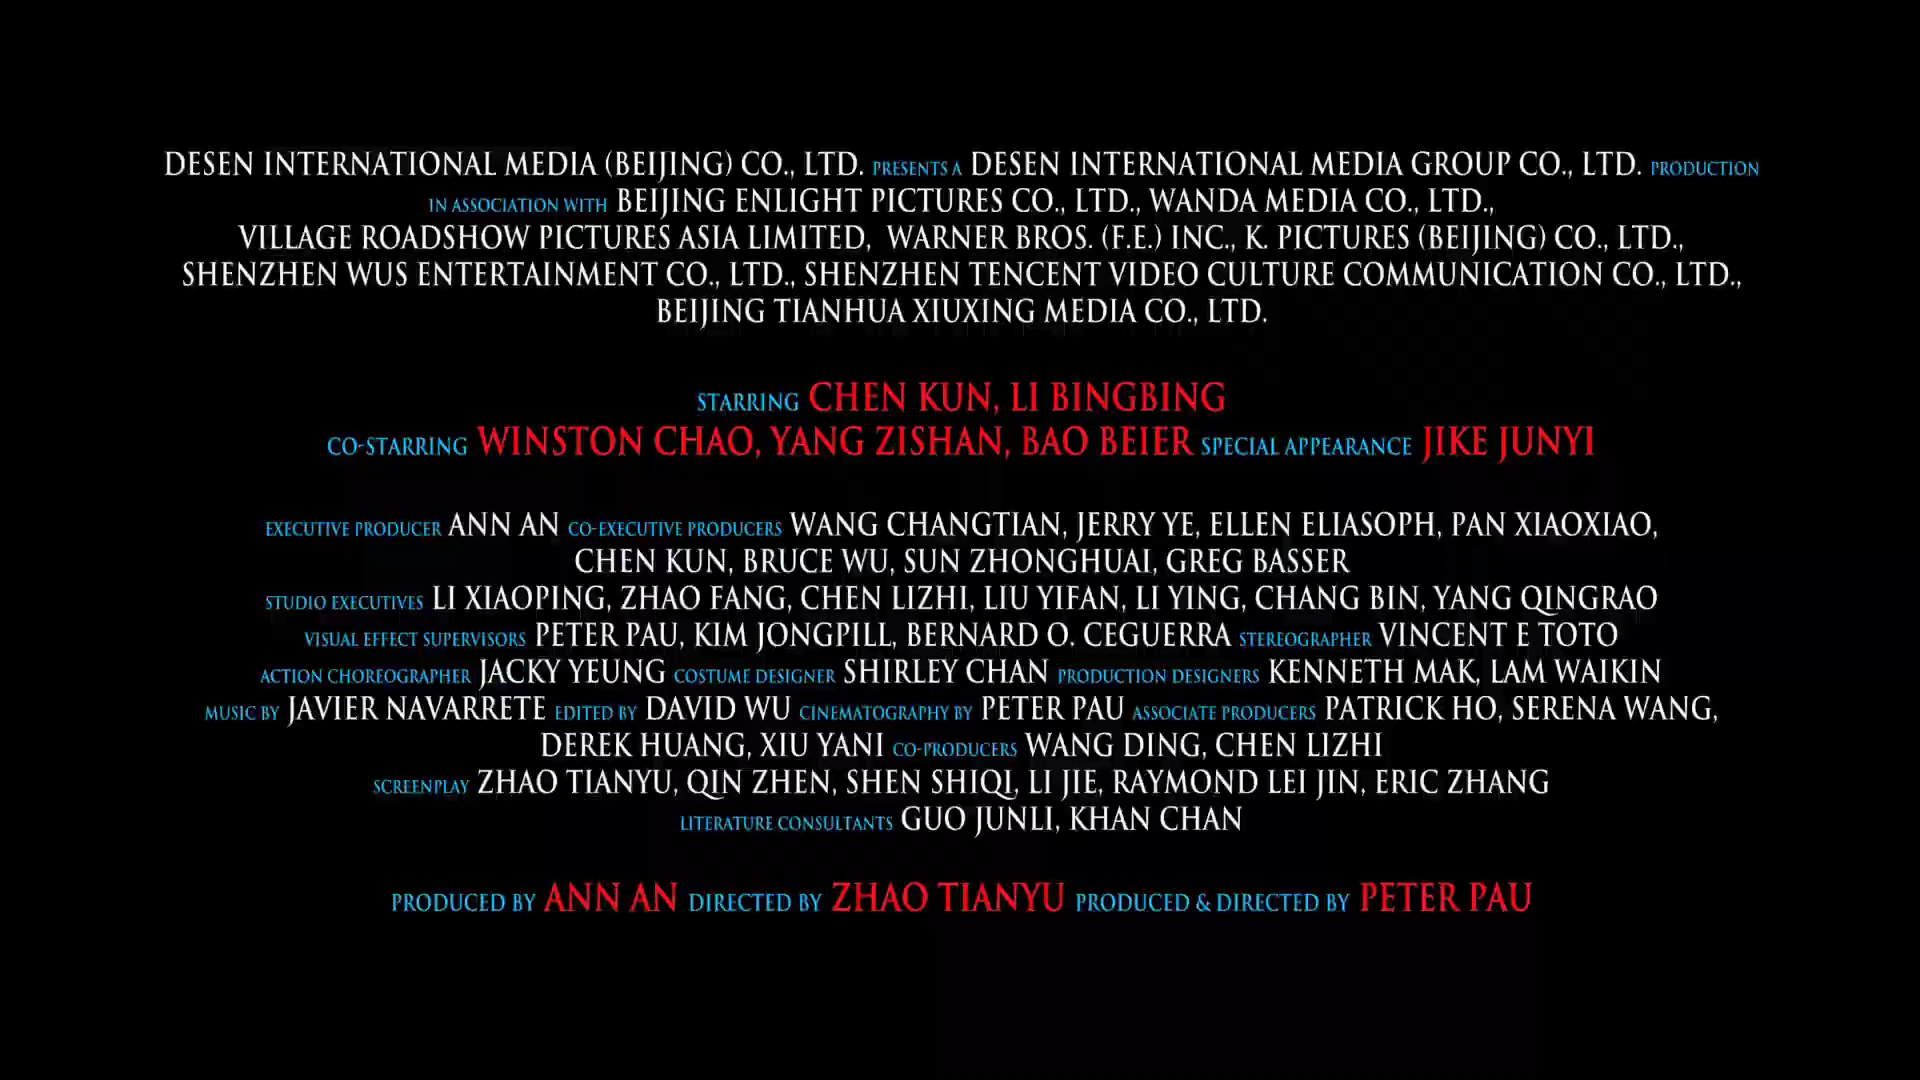 DESEN INTERNATIONAL MEDIA (BEIJING) CO., LTD. PRESENTS A DESEN INTERNATIONAL MEDIA GROUP CO., LTD. PRODUCTION
IN ASSOCIATION WITH BEIJING ENLIGHT PICTURES CO., LTD., WANDA MEDIA CO., LTD.,
VILLAGE ROADSHOW PICTURES ASIA LIMITED, WARNER BROS. (F.E.) INC., K. PICTURES (BEIJING) CO., LTD.,
SHENZHEN WUS ENTERTAINMENT CO., LTD., SHENZHEN TENCENT VIDEO CULTURE COMMUNICATION CO., LTD.,
BEIJING TIANHUA XIUXING MEDIA CO., LTD.
STARRING CHEN KUN, LI BINGBING
CO-STARRING WINSTON CHAO, YANG ZISHAN, BAO BEIER SPECIAL APPEARANCE JIKE JUNYI
EXECUTIVE PRODUCER ANN AN CO-EXECUTIVE PRODUCERS WANG CHANGTIAN, JERRY YE, ELLEN ELIASOPH, PAN XIAOXIAO,
CHEN KUN, BRUCE WU, SUN ZHONGHUAI, GREG BASSER
STUDIO EXECUTIVES LI XIAOPING, ZHAO FANG, CHEN LIZHI, LIU YIFAN, LI YING, CHANG BIN, YANG QINGRAO
VISUAL EFFECT SUPERVISORS PETER PAU, KIM JONGPILL, BERNARD O. CEGUERRA STEREOGRAPHER VINCENT E TOTO
ACTION CHOREOGRAPHER JACKY YEUNG COSTUME DESIGNER SHIRLEY CHAN PRODUCTION DESIGNERS KENNETH MAK, LAM WAIKIN
MUSIC BY JAVIER NAVARRETE EDITED BY DAVID WU CINEMATOGRAPHY BY PETER PAU ASSOCIATE PRODUCERS PATRICK HO, SERENA WANG,
DEREK HUANG, XIU YANI CO-PRODUCERS WANG DING, CHEN LIZHI
SCREENPLAY ZHAO TIANYU, QIN ZHEN, SHEN SHIQI, LI JIE, RAYMOND LEI JIN, ERIC ZHANG
LITERATURE CONSULTANTS GUO JUNLI, KHAN CHAN
PRODUCED BY ANN AN DIRECTED BY ZHAO TIANYU PRODUCED & DIRECTED BY PETER PAU